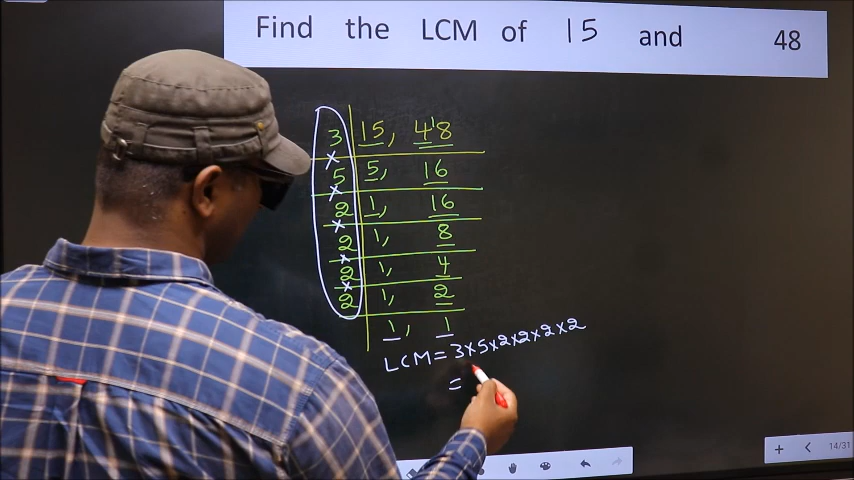 Find the LCM of 15 and 48
3 15, 4¹8
5 5, 16
2 1, 16
2 1, 8
2 1, 4
2 1, 2
1, 1
LCM = 3×5×2×2×2×2
=
14/31